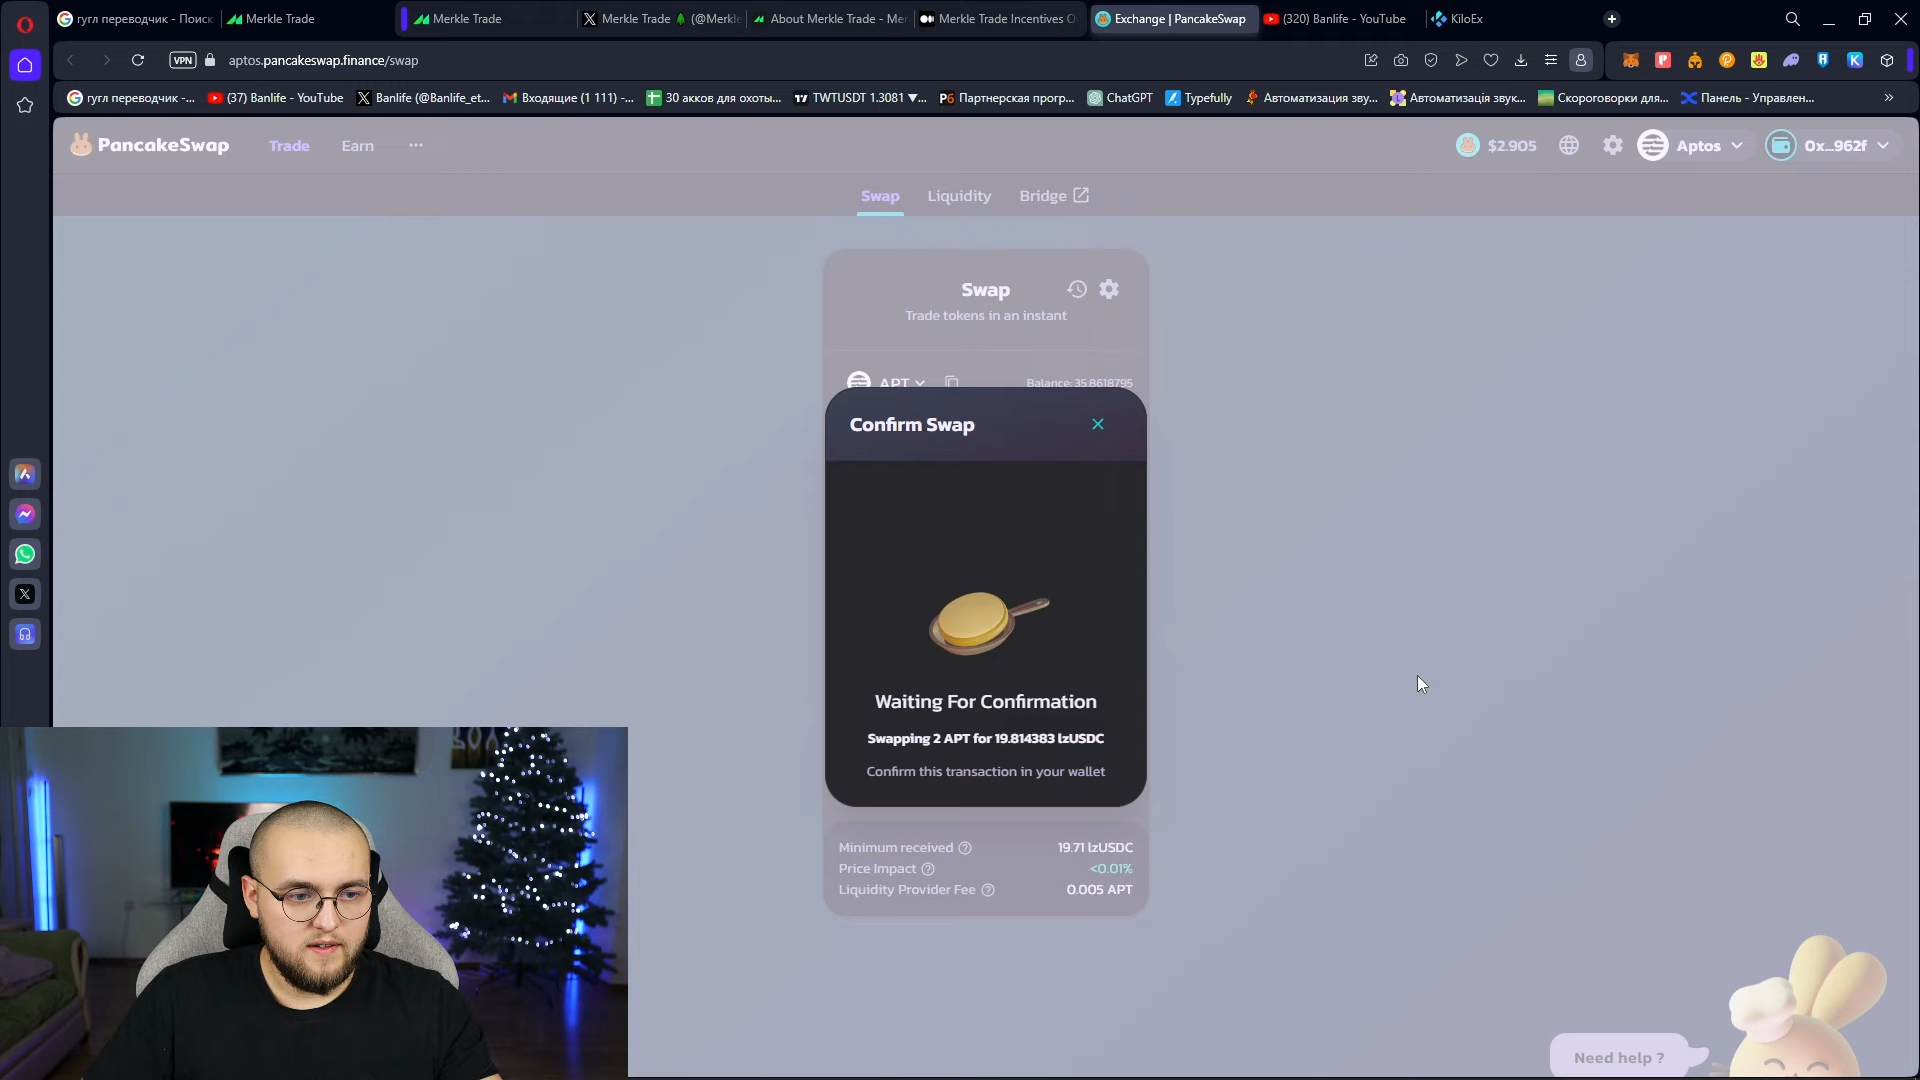 гугл переводчик - Поиск
Merkle Trade
Merkle Trade
Merkle Trade 🌲 (@Merkle
About Merkle Trade - Mer
Merkle Trade Incentives O
Exchange | PancakeSwap
(320) Banlife - YouTube
KiloEx
VPN
aptos.pancakeswap.finance/swap
гугл переводчик -...
(37) Banlife - YouTube
Banlife (@Banlife_et...
Входящие (1 111) -...
30 акков для охоты...
TWTUSDT 1.3081 ▼...
Партнерская прогр...
ChatGPT
Typefully
Автоматизация зву...
Автоматизація звук...
Скороговорки для...
Панель - Управлен...
PancakeSwap
Trade
Earn
$2.905
Aptos
0x...962f
Swap
Liquidity
Bridge
Swap
Trade tokens in an instant
APT
Balance: 35.8618795
Confirm Swap
Waiting For Confirmation
Swapping 2 APT for 19.814383 lzUSDC
Confirm this transaction in your wallet
Minimum received
19.71 lzUSDC
Price Impact
<0.01%
Liquidity Provider Fee
0.005 APT
Need help ?